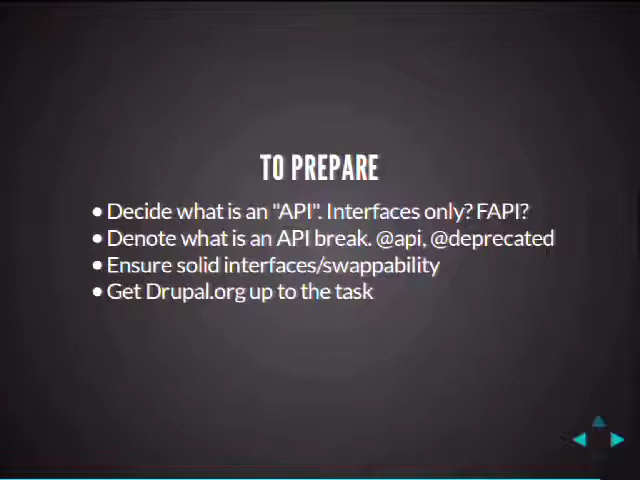 TO PREPARE
• Decide what is an "API". Interfaces only? FAPI?
• Denote what is an API break. @api, @deprecated
• Ensure solid interfaces/swappability
• Get Drupal.org up to the task